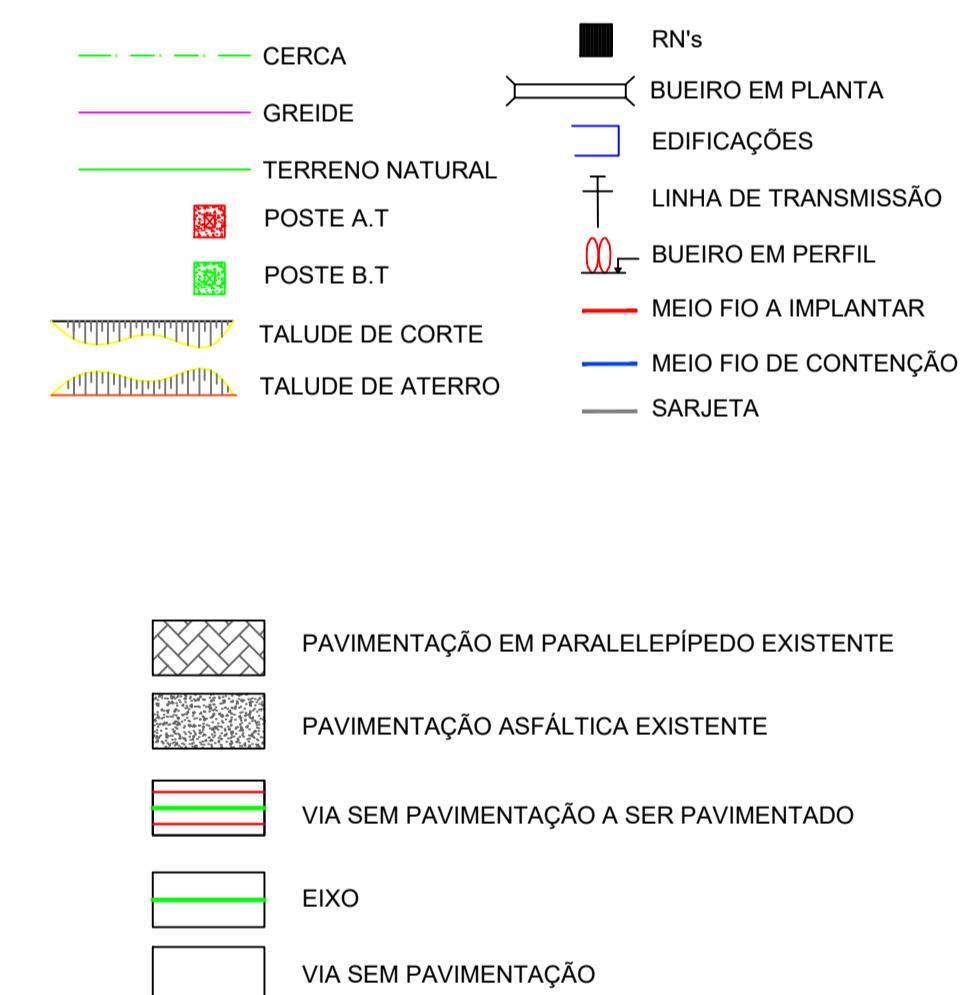 CERCA
GREIDE
TERRENO NATURAL
POSTE A.T
POSTE B.T
TALUDE DE CORTE
TALUDE DE ATERRO
RN's
BUEIRO EM PLANTA
EDIFICAÇÕES
LINHA DE TRANSMISSÃO
BUEIRO EM PERFIL
MEIO FIO A IMPLANTAR
MEIO FIO DE CONTENÇÃO
SARJETA
PAVIMENTAÇÃO EM PARALELEPÍPEDO EXISTENTE
PAVIMENTAÇÃO ASFÁLTICA EXISTENTE
VIA SEM PAVIMENTAÇÃO A SER PAVIMENTADO
EIXO
VIA SEM PAVIMENTAÇÃO